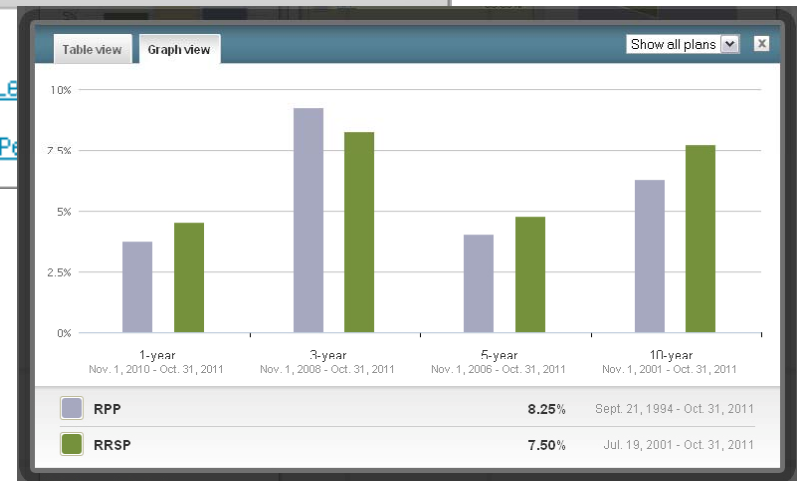 Table view Graph view Show all plans x
10%
7.5%
5%
2.5%
0%
1-year 3-year 5-year 10-year
Nov. 1, 2010 - Oct. 31, 2011 Nov. 1, 2008 - Oct. 31, 2011 Nov. 1, 2006 - Oct. 31, 2011 Nov. 1, 2001 - Oct. 31, 2011
RPP 8.25% Sept. 21, 1994 - Oct. 31, 2011
RRSP 7.50% Jul. 19, 2001 - Oct. 31, 2011
Le
Pe